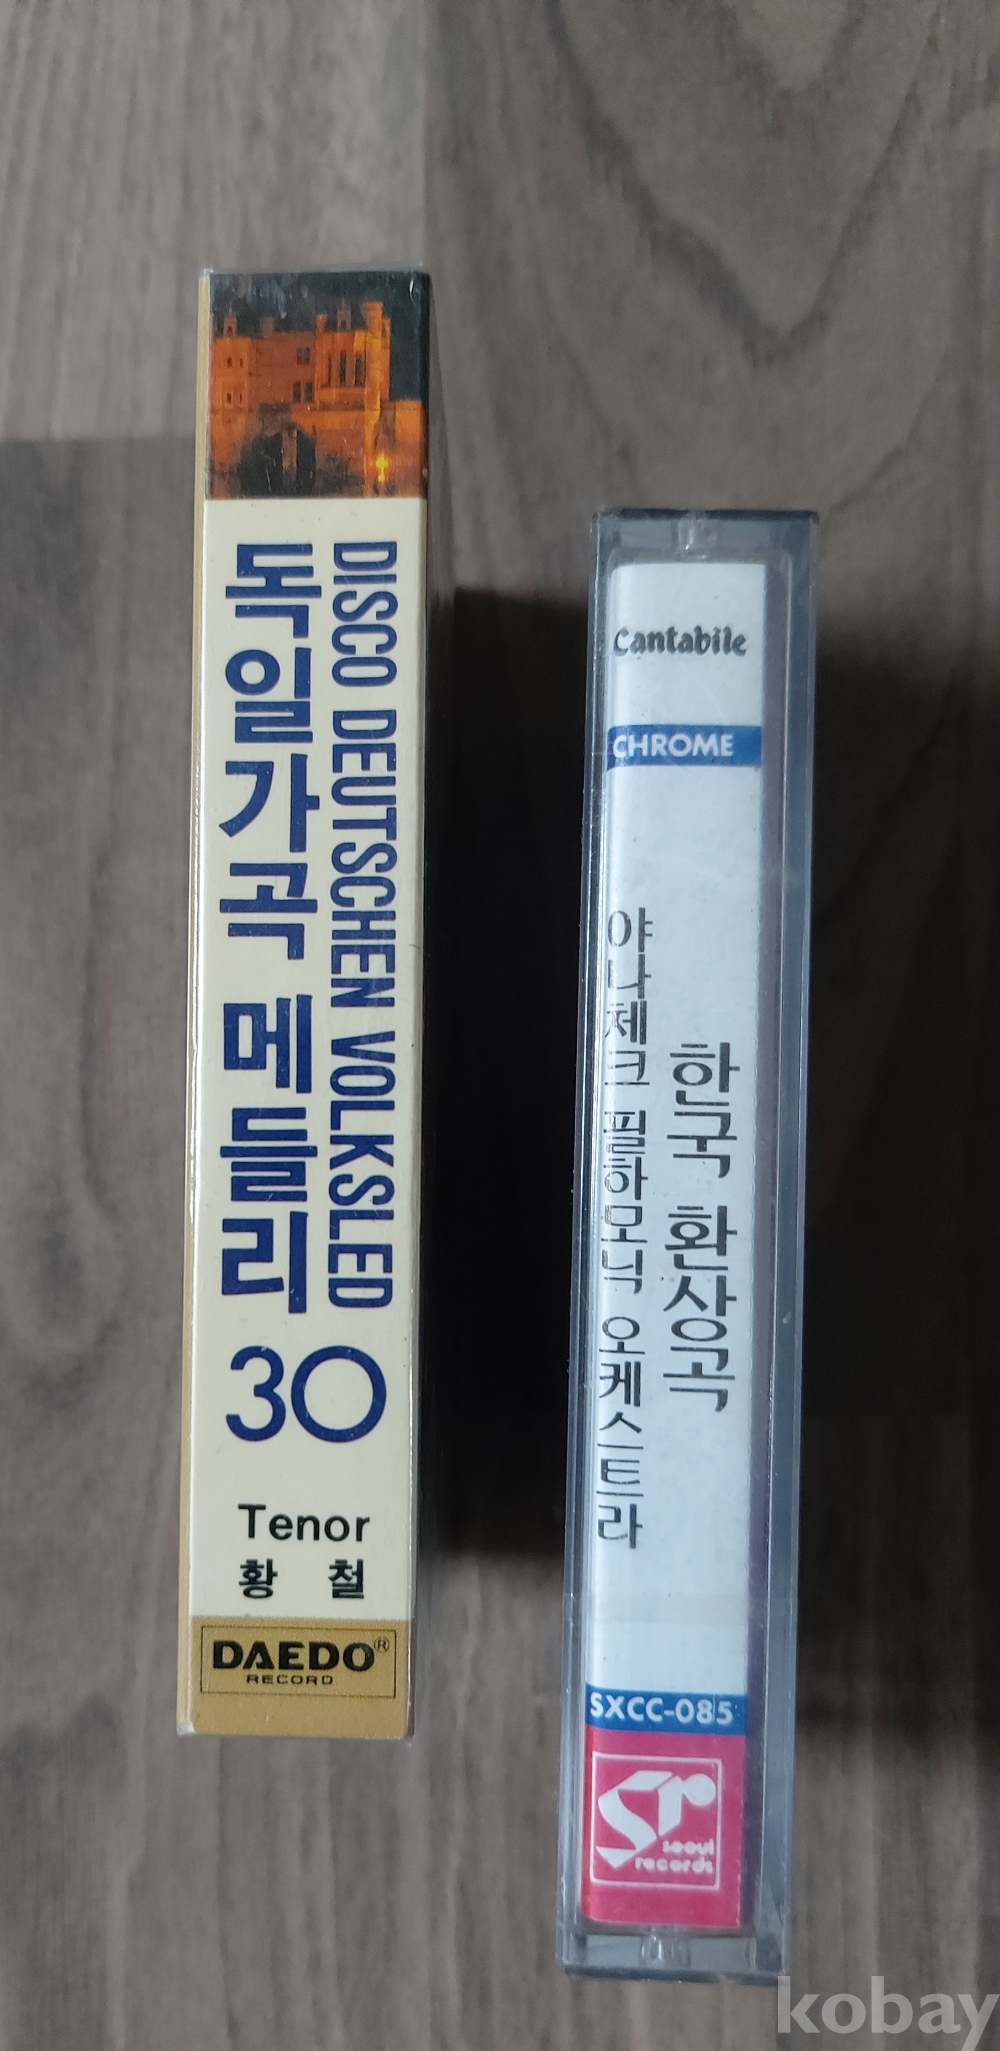 DISCO DEUTSCHEN VOLKSLED
독일가곡 메들리
30
Tenor
황 철
DAEDO®
RECORD
Cantabile
CHROME
한국 환상곡
야나체크 필하모닉 오케스트라
SXCC-085
Sr
seoul
records
kobay